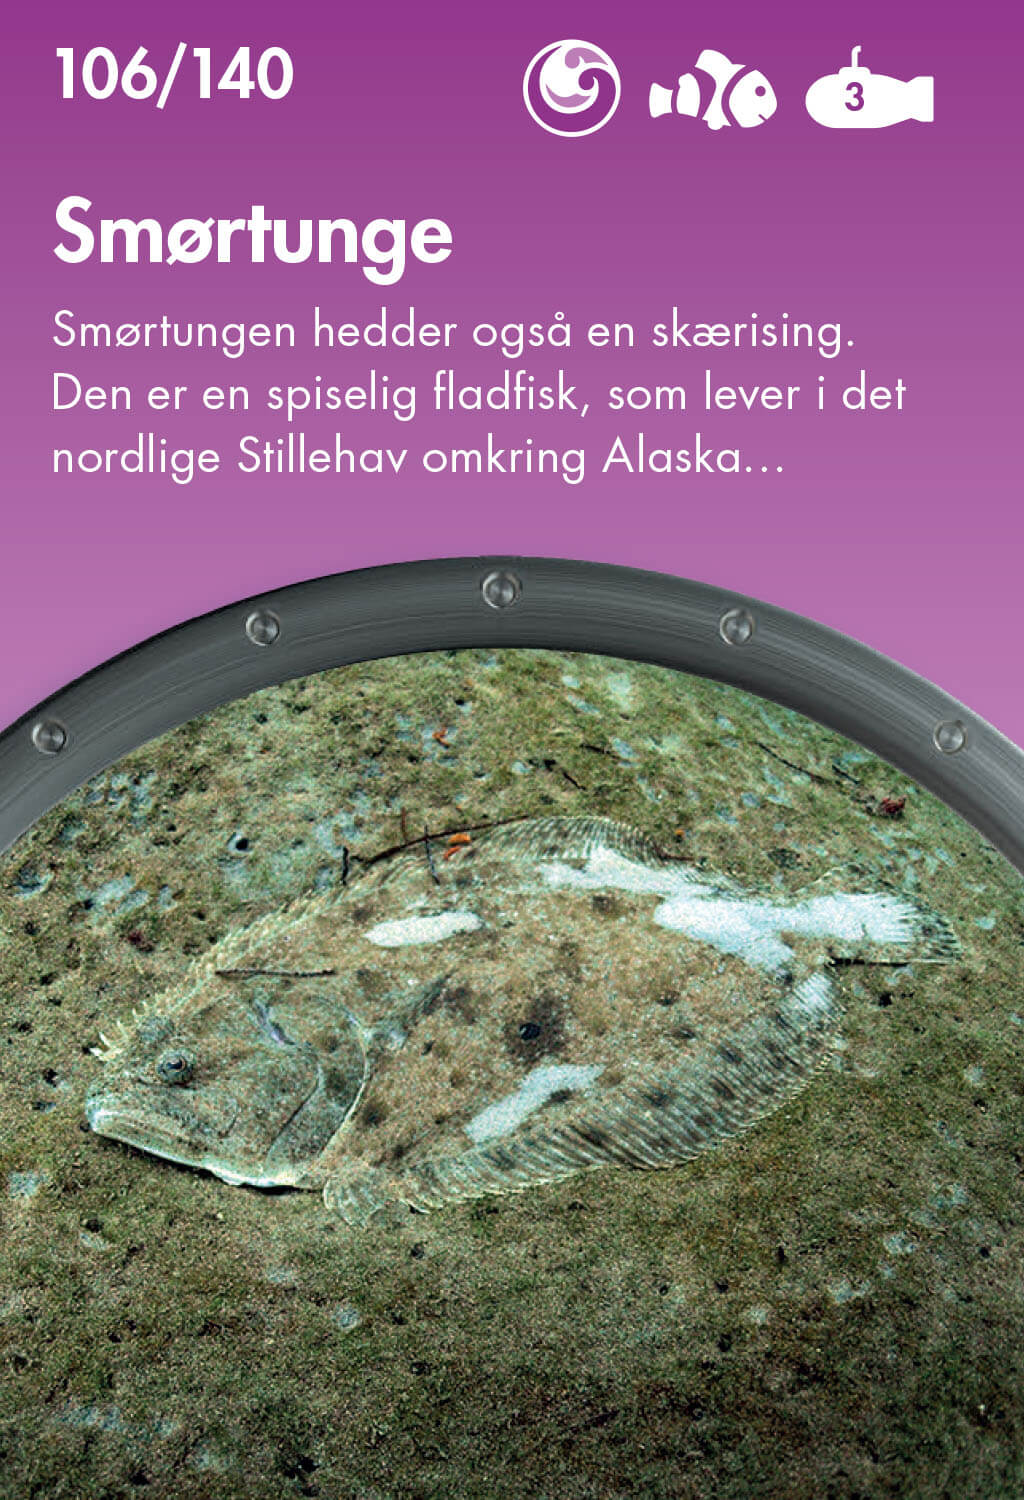 106/140
3
Smørtunge
Smørtungen hedder også en skærising.
Den er en spiselig fladfisk, som lever i det
nordlige Stillehav omkring Alaska...